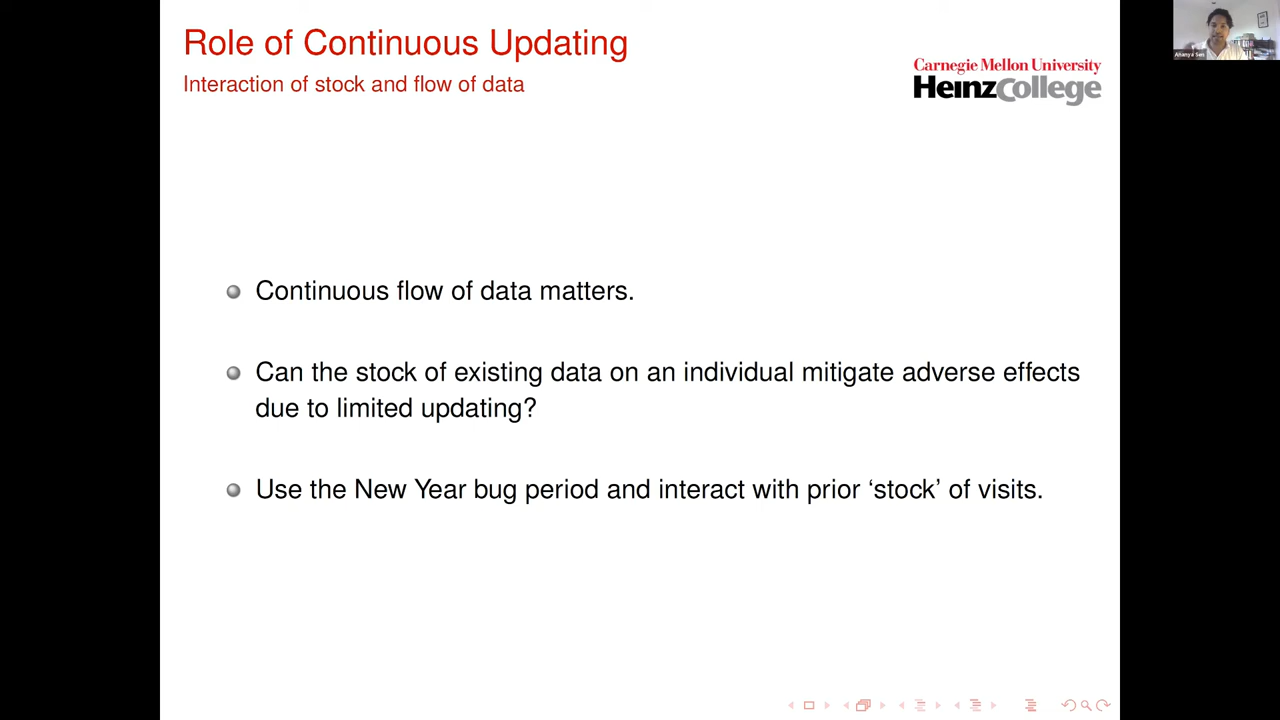 Role of Continuous Updating
Interaction of stock and flow of data
Carnegie Mellon University
HeinzCollege
Ananya Sen
Continuous flow of data matters.
Can the stock of existing data on an individual mitigate adverse effects
due to limited updating?
Use the New Year bug period and interact with prior ‘stock’ of visits.